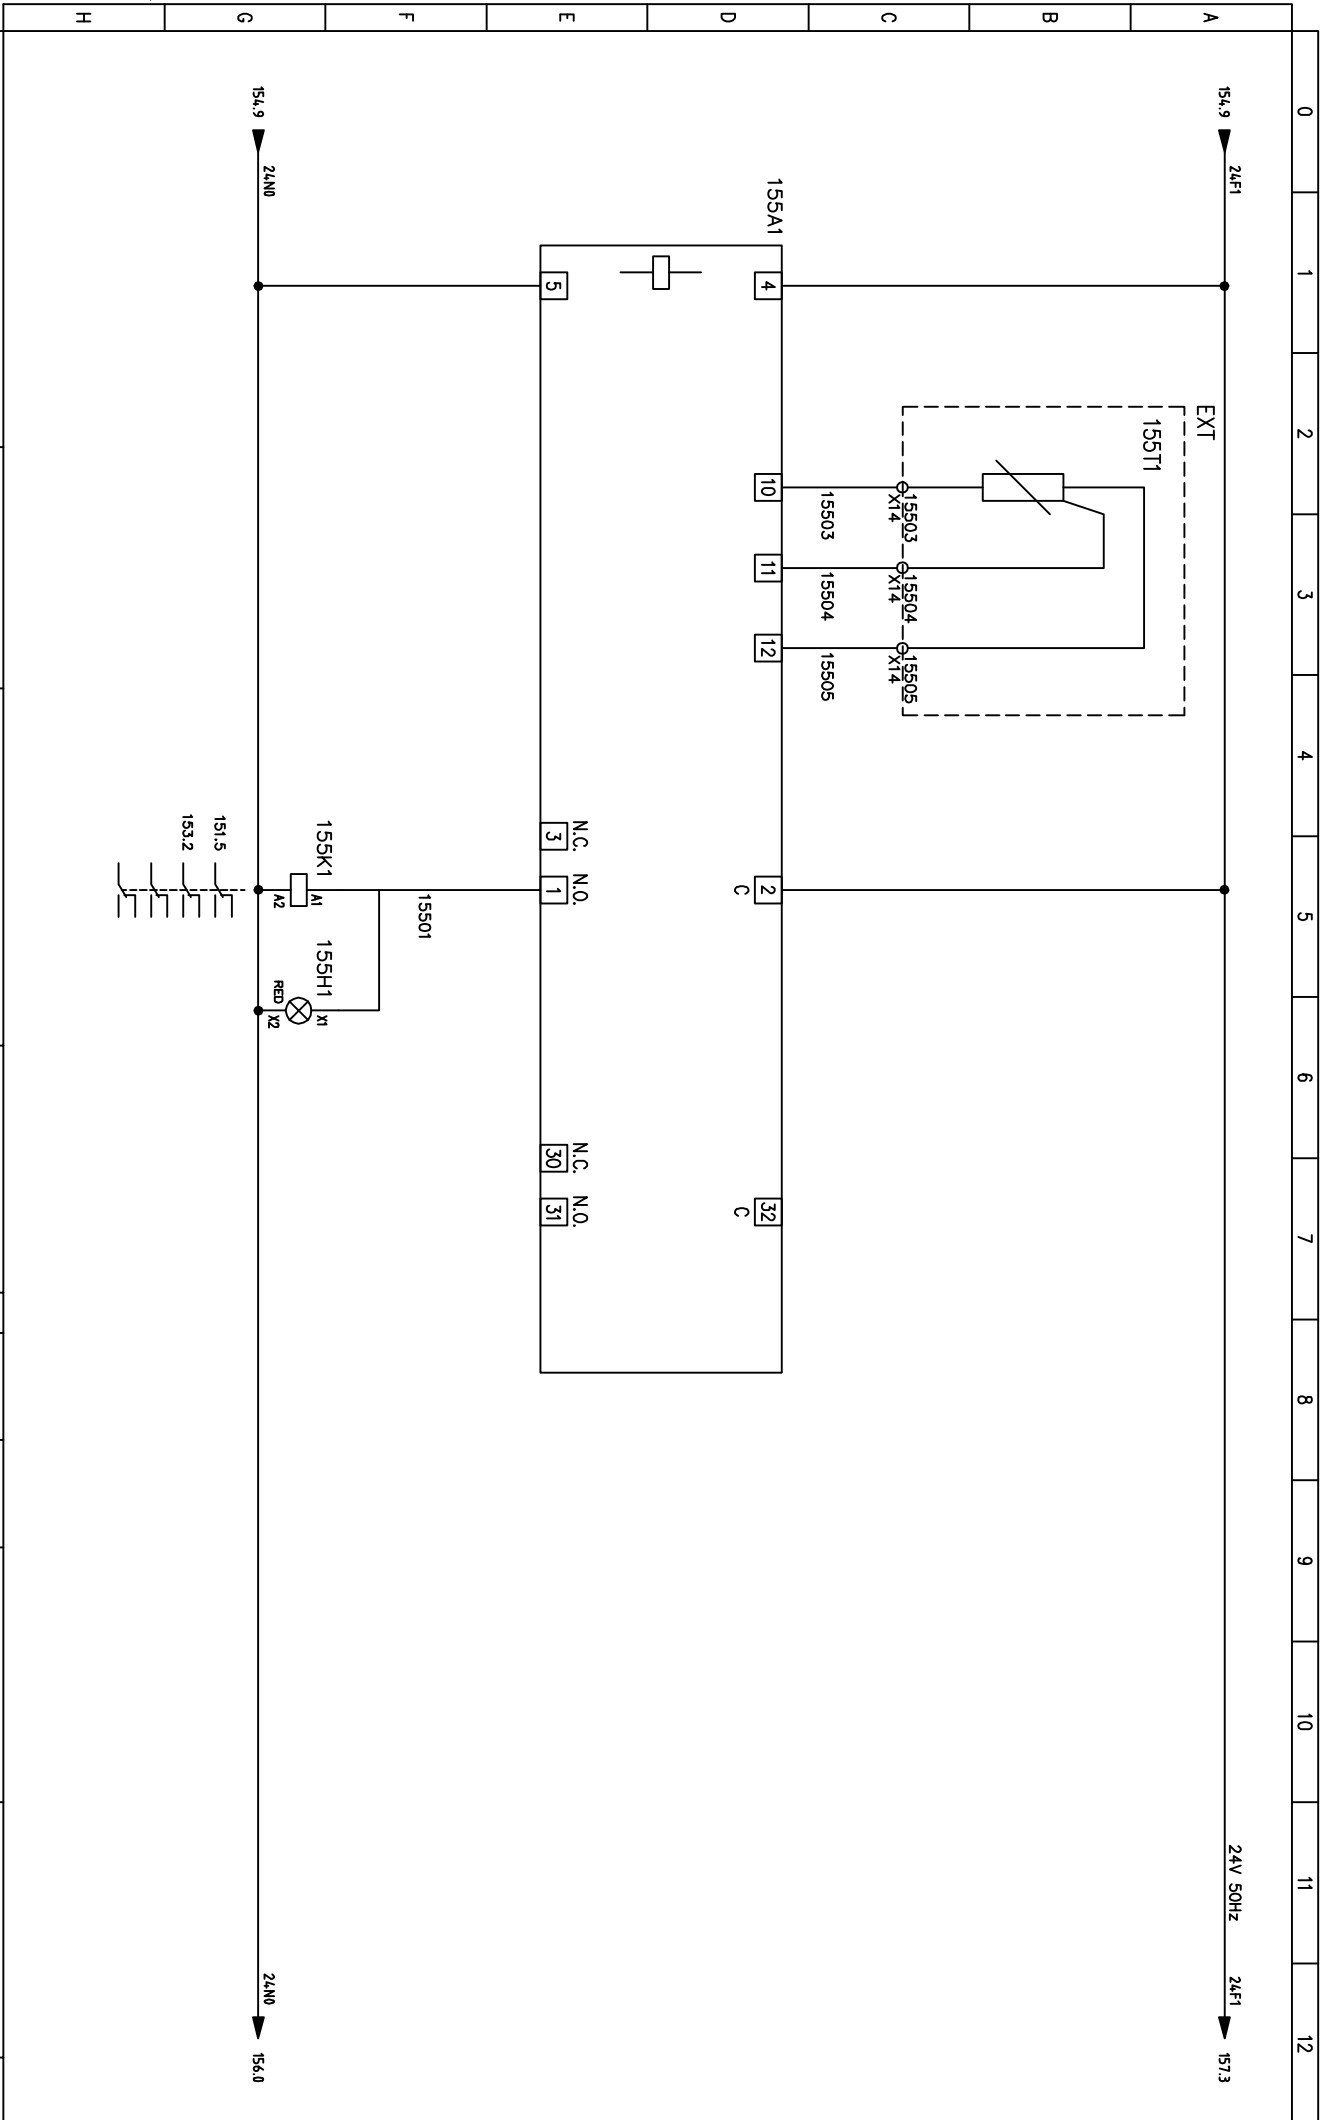 0 1 2 3 4 5 6 7 8 9 10 11 12
A
B
C
D
E
F
G
H
154.9
24F1
24V 50Hz
24F1
157.3
EXT
155T1
15503
X14
15504
X14
15505
X14
15503
15504
15505
155A1
4
10
11
12
2
C
32
C
5
N.C.
3
N.O.
1
N.C.
30
N.O.
31
15501
155K1
A1
A2
155H1
X1
X2
RED
154.9
24N0
24N0
156.0
151.5
153.2